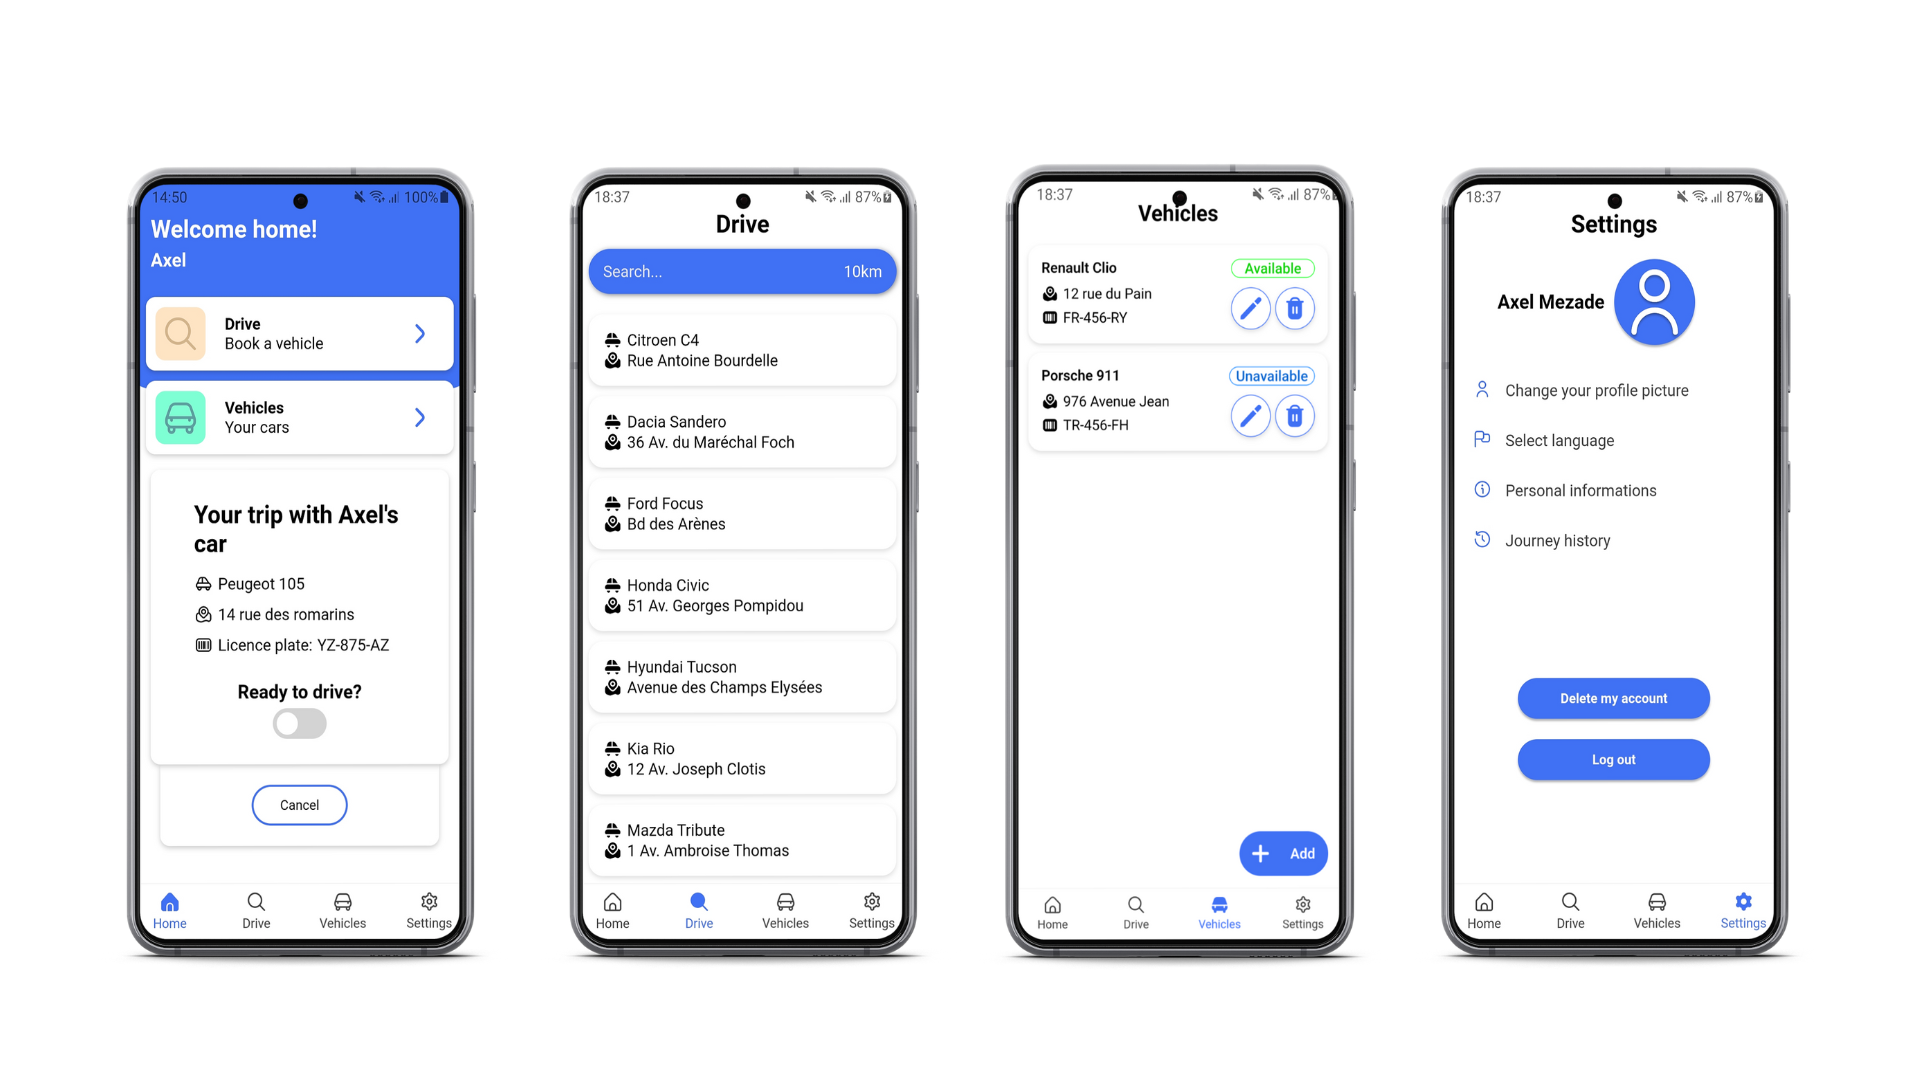 14:50
100%
Welcome home!
Axel
Drive
Book a vehicle
Vehicles
Your cars
Your trip with Axel's
car
Peugeot 105
14 rue des romarins
Licence plate: YZ-875-AZ
Ready to drive?
Cancel
Home
Drive
Vehicles
Settings
18:37
87%
Drive
Search...
10km
Citroen C4
Rue Antoine Bourdelle
Dacia Sandero
36 Av. du Maréchal Foch
Ford Focus
Bd des Arènes
Honda Civic
51 Av. Georges Pompidou
Hyundai Tucson
Avenue des Champs Elysées
Kia Rio
12 Av. Joseph Clotis
Mazda Tribute
1 Av. Ambroise Thomas
Home
Drive
Vehicles
Settings
18:37
87%
Vehicles
Renault Clio
Available
12 rue du Pain
FR-456-RY
Porsche 911
Unavailable
976 Avenue Jean
TR-456-FH
Add
Home
Drive
Vehicles
Settings
18:37
87%
Settings
Axel Mezade
Change your profile picture
Select language
Personal informations
Journey history
Delete my account
Log out
Home
Drive
Vehicles
Settings